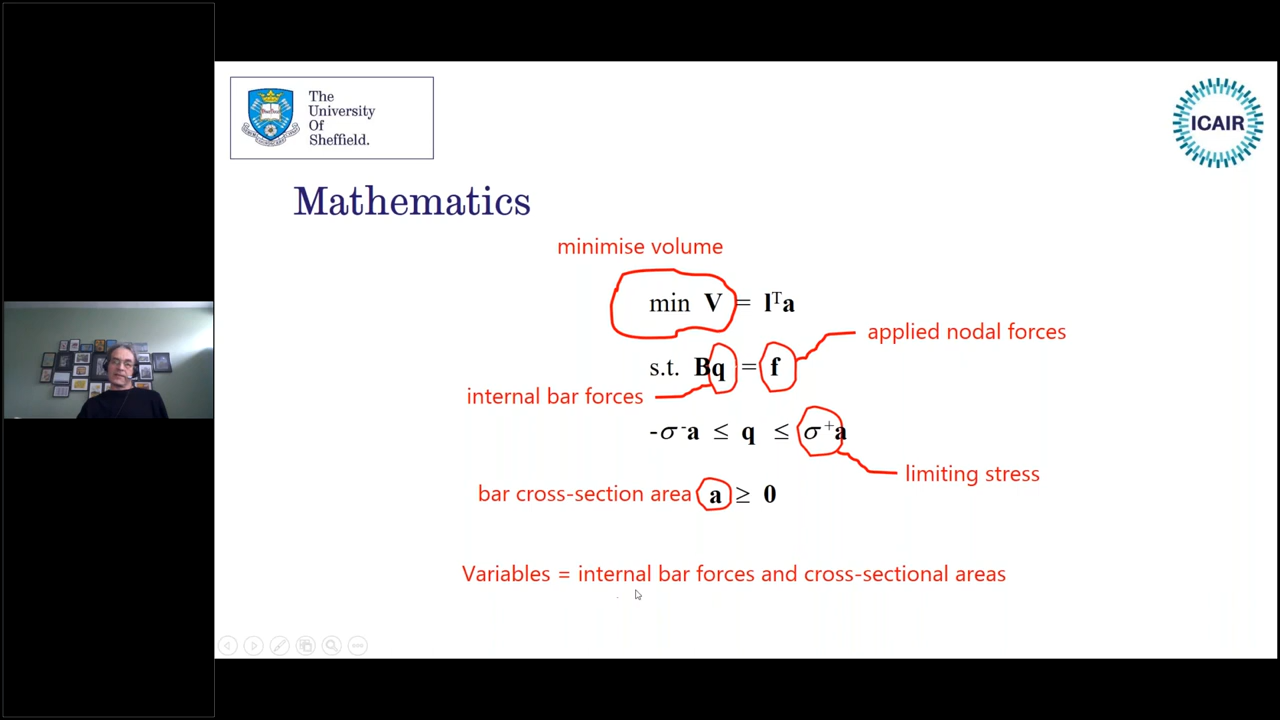 The
University
Of
Sheffield.
ICAIR
Mathematics
minimise volume
min V = lᵀa
applied nodal forces
s.t. Bq = f
internal bar forces
-σ⁻a ≤ q ≤ σ⁺a
limiting stress
bar cross-section area a ≥ 0
Variables = internal bar forces and cross-sectional areas